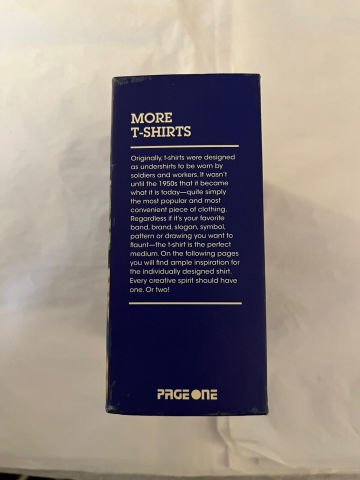 MORE
T-SHIRTS
Originally, t-shirts were designed
as undershirts to be worn by
soldiers and workers. It wasn't
until the 1950s that it became
what it is today—quite simply
the most popular and most
convenient piece of clothing.
Regardless if it's your favorite
band, brand, slogan, symbol,
pattern or drawing you want to
flaunt—the t-shirt is the perfect
medium. On the following pages
you will find ample inspiration for
the individually designed shirt.
Every creative spirit should have
one. Or two!
PAGEONE